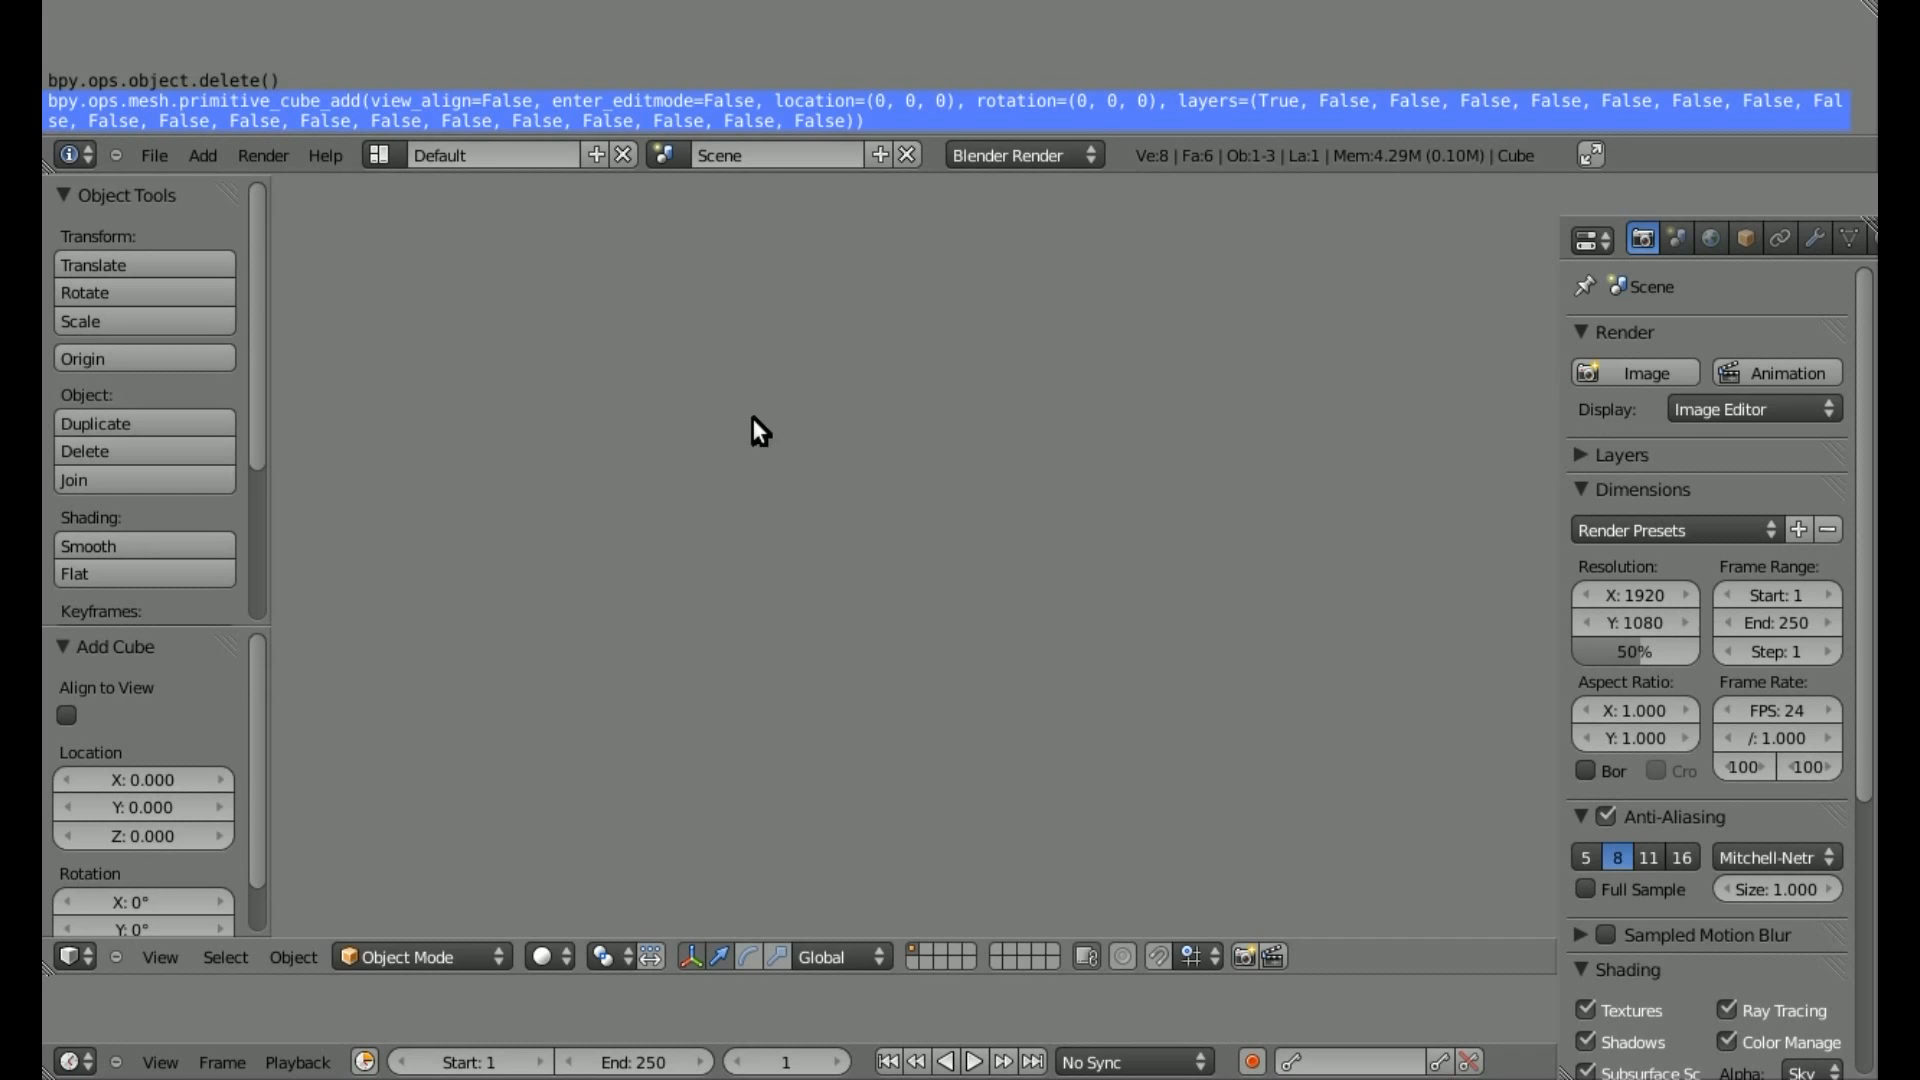 bpy.ops.object.delete()
bpy.ops.mesh.primitive_cube_add(view_align=False, enter_editmode=False, location=(0, 0, 0), rotation=(0, 0, 0), layers=(True, False, False, False, False, False, False, False, Fal
se, False, False, False, False, False, False, False, False, False, False, False))
File Add Render Help Default Scene Blender Render Ve:8 | Fa:6 | Ob:1-3 | La:1 | Mem:4.29M (0.10M) | Cube
Object Tools
Transform:
Translate
Rotate
Scale
Origin
Object:
Duplicate
Delete
Join
Shading:
Smooth
Flat
Keyframes:
Add Cube
Align to View
Location
X: 0.000
Y: 0.000
Z: 0.000
Rotation
X: 0°
Y: 0°
Scene
Render
Image Animation
Display: Image Editor
Layers
Dimensions
Render Presets
Resolution: Frame Range:
X: 1920 Start: 1
Y: 1080 End: 250
50% Step: 1
Aspect Ratio: Frame Rate:
X: 1.000 FPS: 24
Y: 1.000 /: 1.000
Bor Cro 100 100
Anti-Aliasing
5 8 11 16 Mitchell-Netr
Full Sample Size: 1.000
Sampled Motion Blur
Shading
Textures Ray Tracing
Shadows Color Manage
Subsurface Sc Alpha: Sky
View Select Object Object Mode Global
View Frame Playback Start: 1 End: 250 1 No Sync